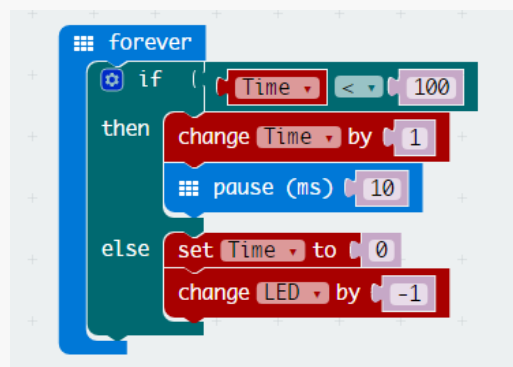 forever
if ( Time < 100
then change Time by 1
pause (ms) 10
else set Time to 0
change LED by -1